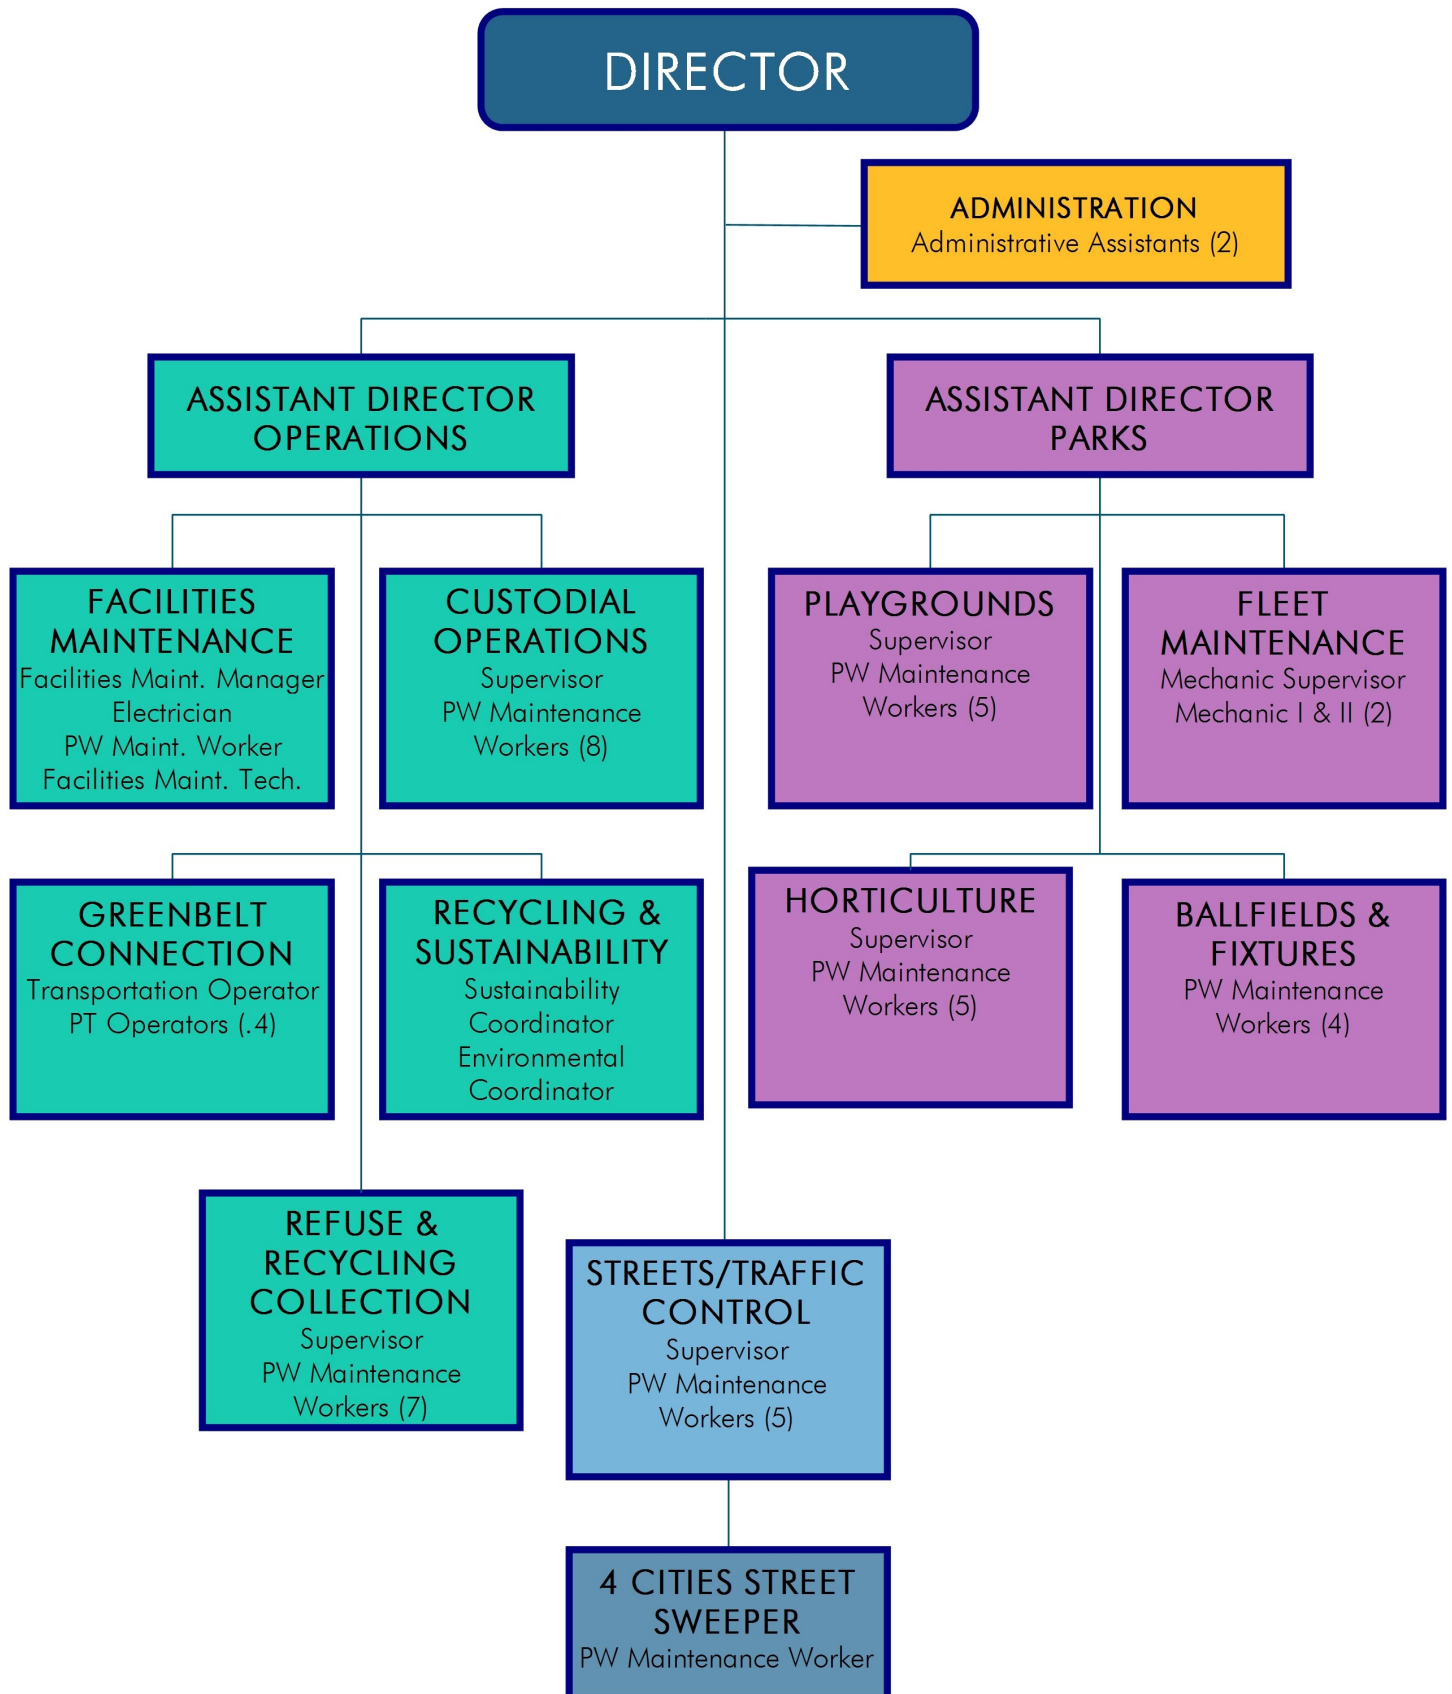 DIRECTOR
ADMINISTRATION
Administrative Assistants (2)
ASSISTANT DIRECTOR
OPERATIONS
ASSISTANT DIRECTOR
PARKS
FACILITIES
MAINTENANCE
Facilities Maint. Manager
Electrician
PW Maint. Worker
Facilities Maint. Tech.
CUSTODIAL
OPERATIONS
Supervisor
PW Maintenance
Workers (8)
PLAYGROUNDS
Supervisor
PW Maintenance
Workers (5)
FLEET
MAINTENANCE
Mechanic Supervisor
Mechanic I & II (2)
GREENBELT
CONNECTION
Transportation Operator
PT Operators (.4)
RECYCLING &
SUSTAINABILITY
Sustainability
Coordinator
Environmental
Coordinator
HORTICULTURE
Supervisor
PW Maintenance
Workers (5)
BALLFIELDS &
FIXTURES
PW Maintenance
Workers (4)
REFUSE &
RECYCLING
COLLECTION
Supervisor
PW Maintenance
Workers (7)
STREETS/TRAFFIC
CONTROL
Supervisor
PW Maintenance
Workers (5)
4 CITIES STREET
SWEEPER
PW Maintenance Worker